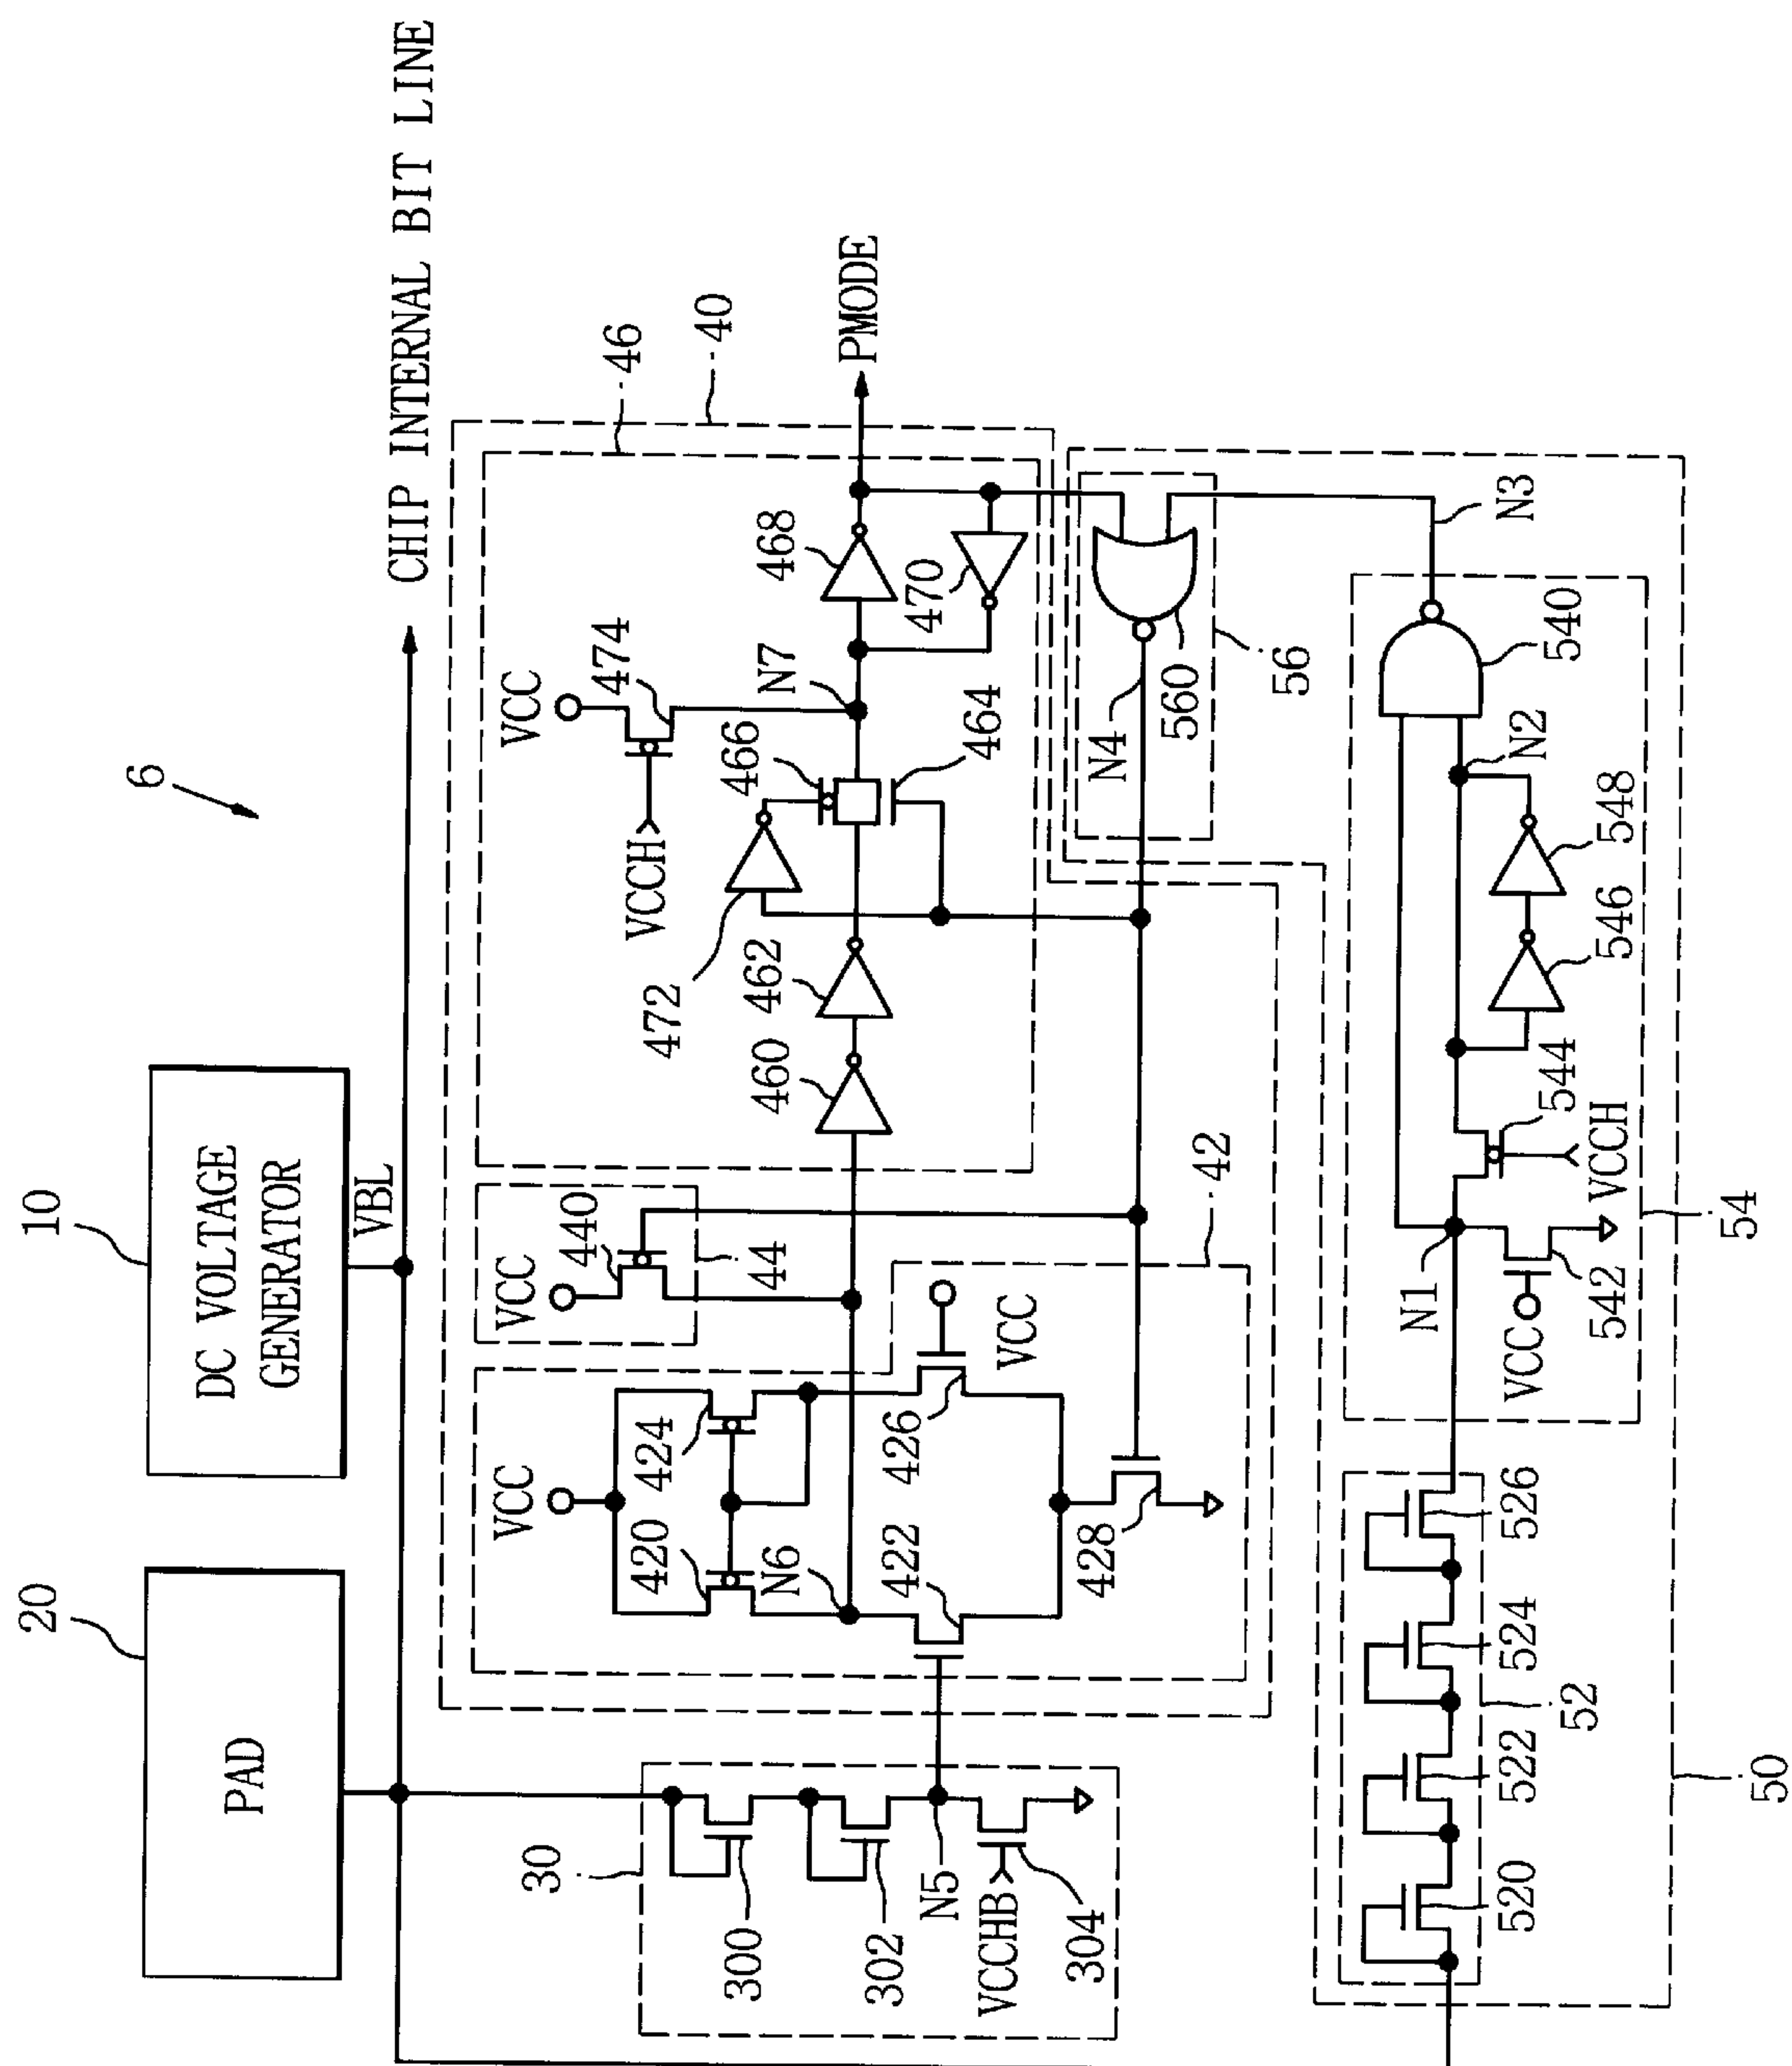 6
10
DC VOLTAGE
GENERATOR
VBL
20
PAD
CHIP INTERNAL BIT LINE
30
300
302
N5
VCCHB
304
40
46
42
VCC
420
424
N6
422
426
VCC
428
VCC
440
44
460
462
472
VCCH
VCC
474
466
464
N7
468
470
PMODE
N4
560
56
N3
50
52
520
522
524
526
54
N1
VCC
542
544
VCCH
546
548
N2
540